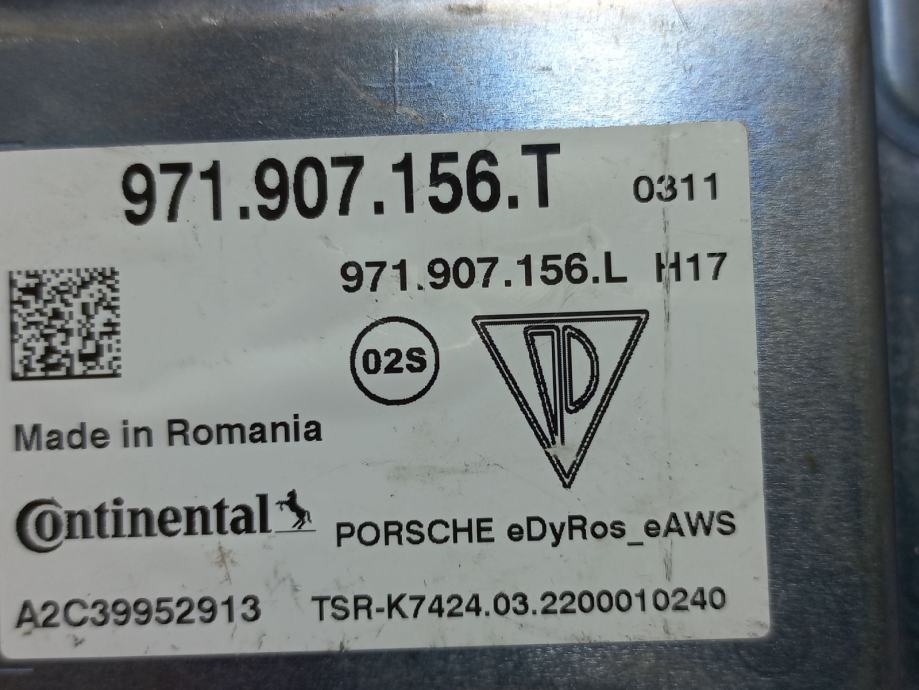 971.907.156.T 0311
971.907.156.L H17
02S
Made in Romania
Continental
PORSCHE eDyRos_eAWS
A2C39952913 TSR-K7424.03.2200010240